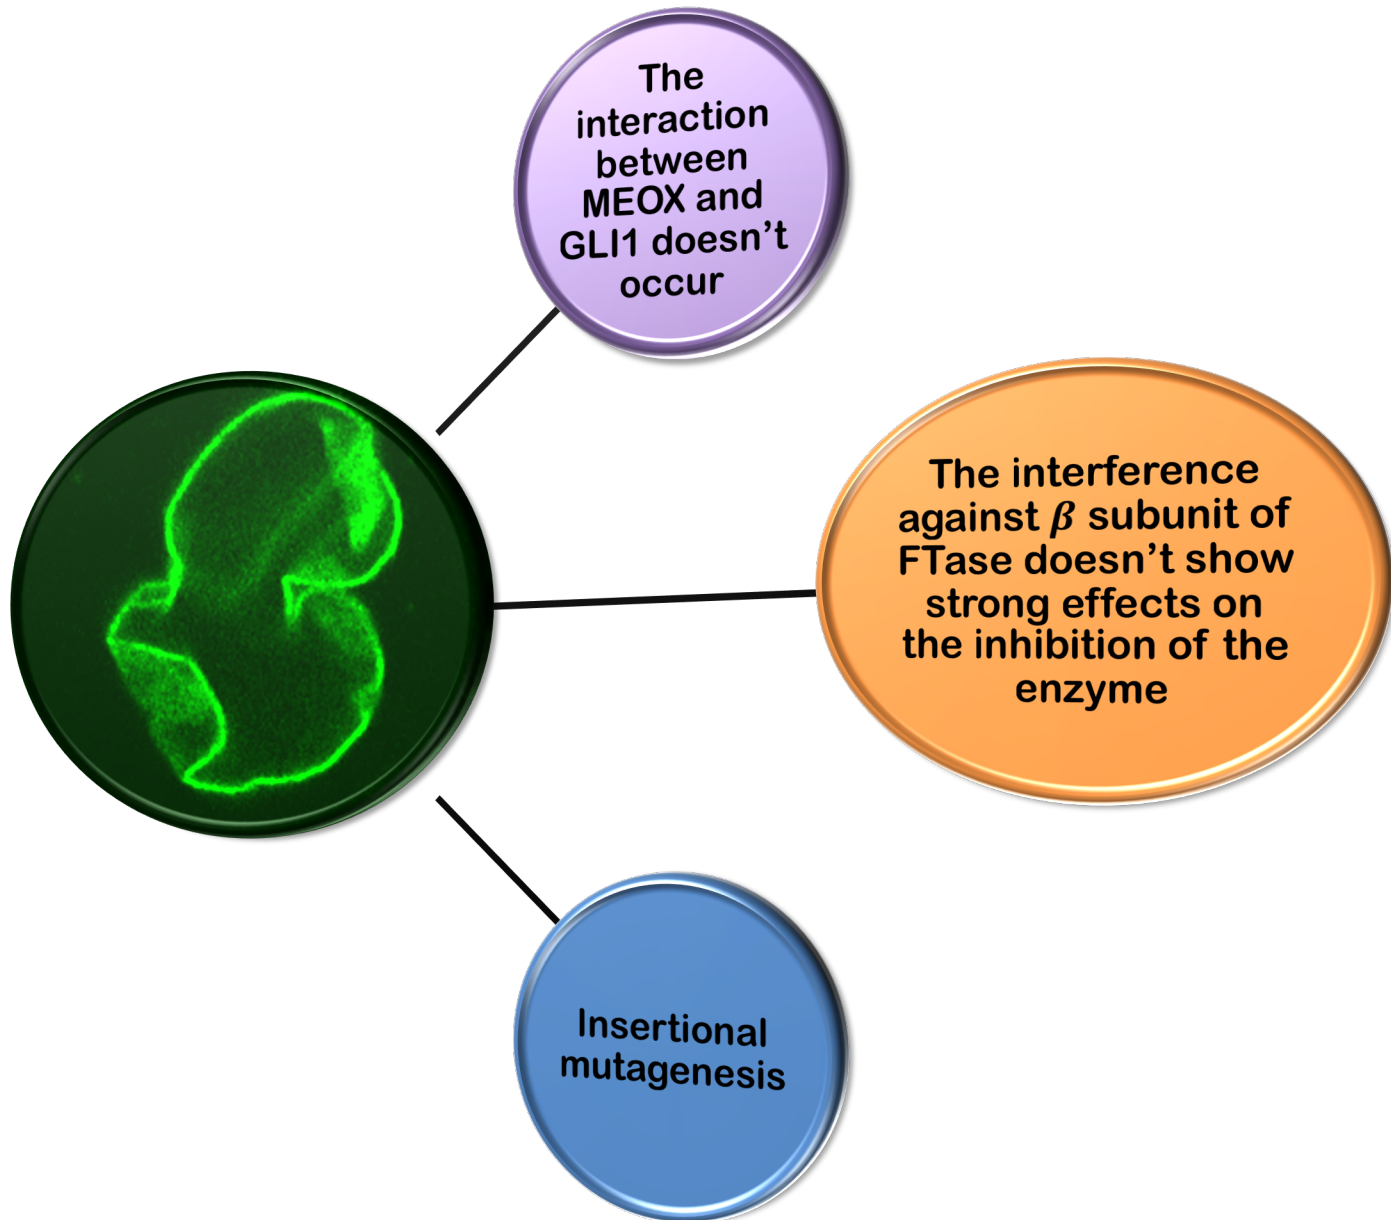 The
interaction
between
MEOX and
GLI1 doesn’t
occur
The interference
against β subunit of
FTase doesn’t show
strong effects on
the inhibition of the
enzyme
Insertional
mutagenesis